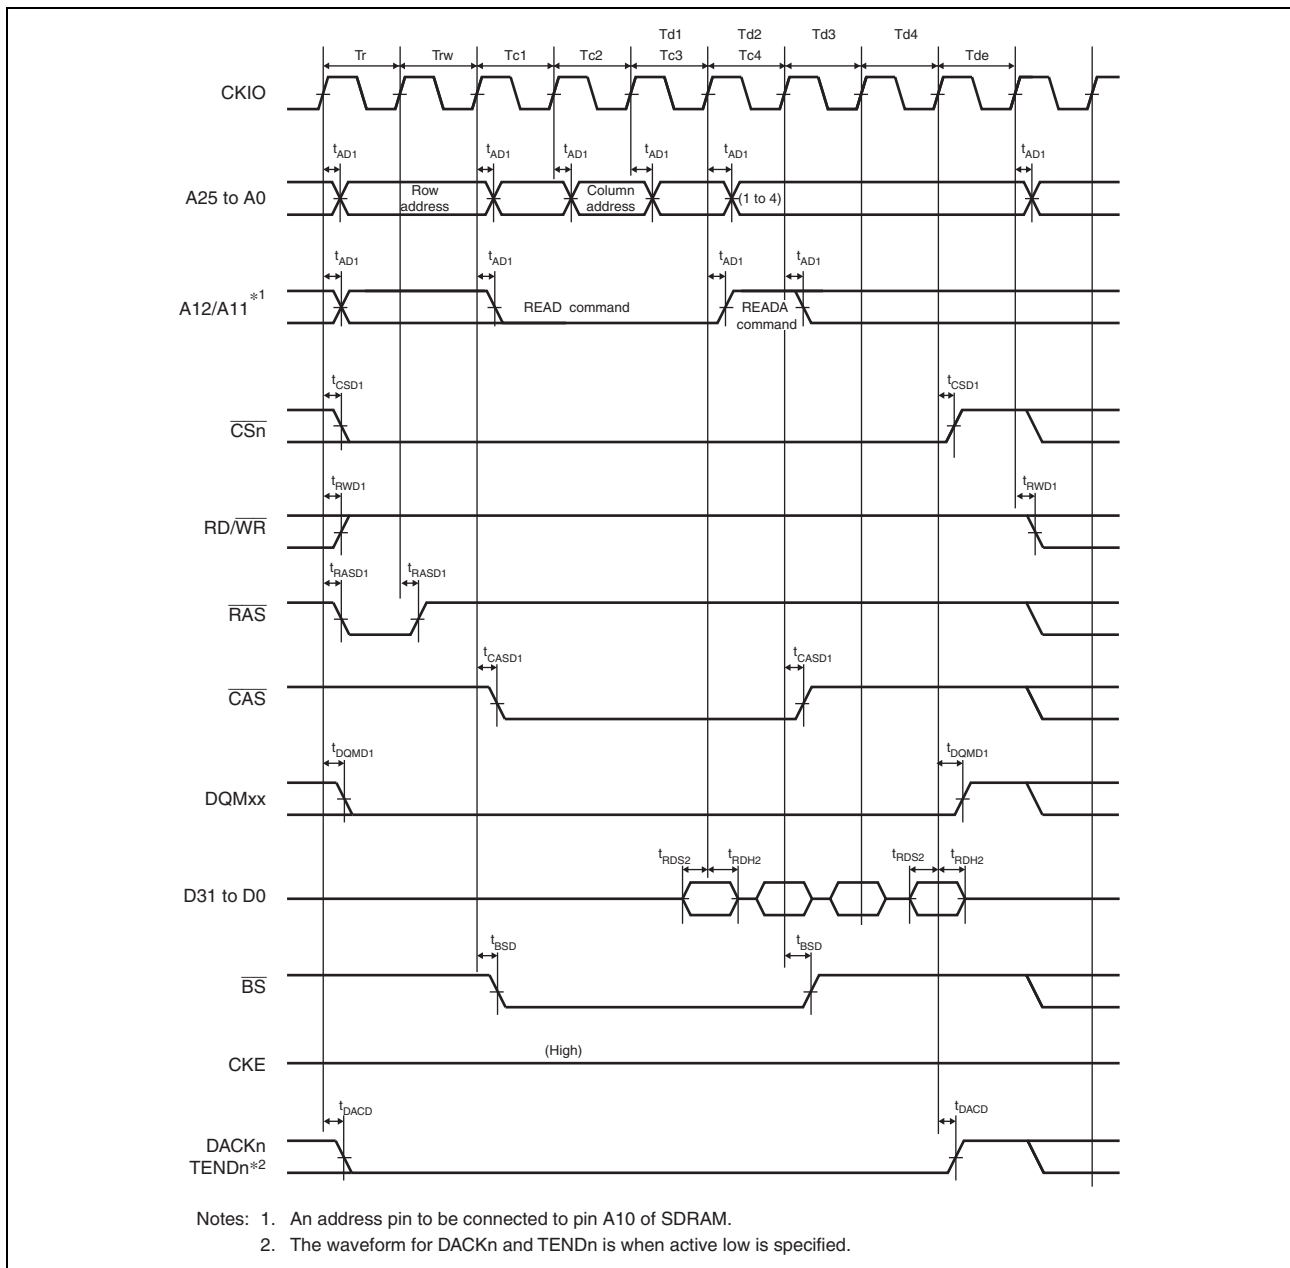 Td1 Td2 Td3 Td4
Tr Trw Tc1 Tc2 Tc3 Tc4 Tde
CKIO
tAD1 tAD1 tAD1 tAD1 tAD1 tAD1
A25 to A0
Row address
Column address
(1 to 4)
tAD1 tAD1 tAD1 tAD1
A12/A11*1
READ command
READA command
tCSD1 tCSD1
CSn
tRWD1 tRWD1
RD/WR
tRASD1 tRASD1
RAS
tCASD1 tCASD1
CAS
tDQMD1 tDQMD1
DQMxx
tRDS2 tRDH2 tRDS2 tRDH2
D31 to D0
tBSD tBSD
BS
(High)
CKE
tDACD tDACD
DACKn
TENDn*2
Notes: 1. An address pin to be connected to pin A10 of SDRAM.
2. The waveform for DACKn and TENDn is when active low is specified.